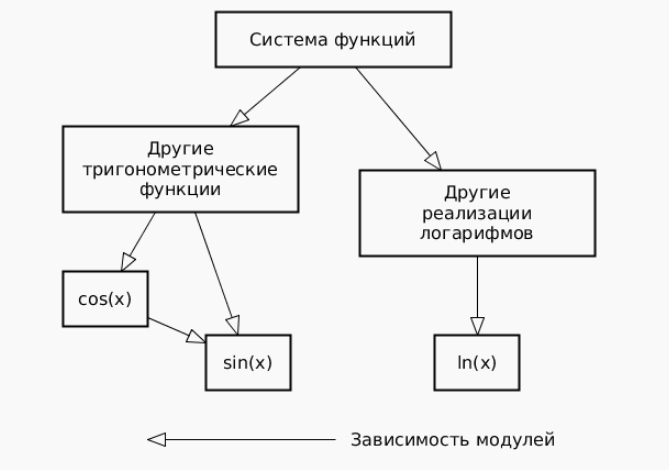 Система функций
Другие
тригонометрические
функции
Другие
реализации
логарифмов
cos(x)
sin(x)
ln(x)
Зависимость модулей